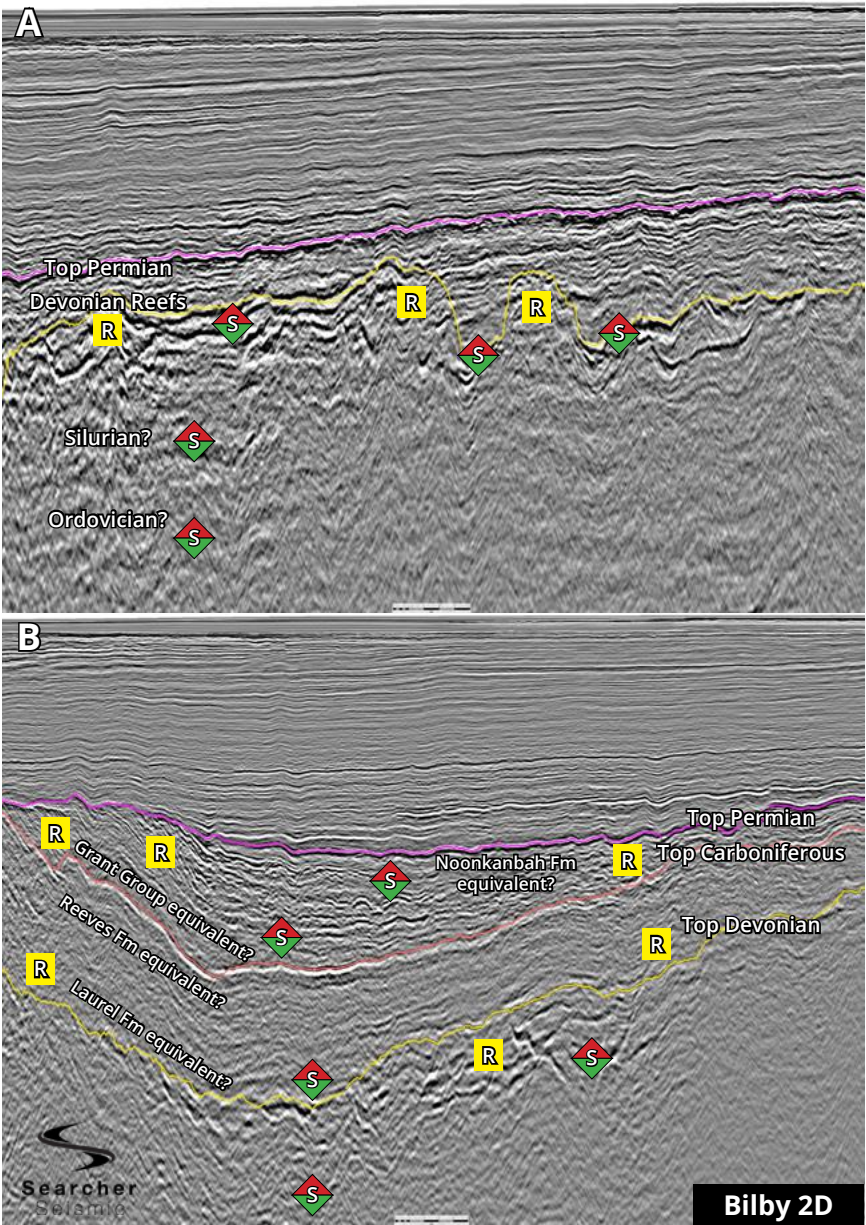 A
Top Permian
Devonian Reefs
R
R
R
S
S
S
Silurian?
S
Ordovician?
S
B
Top Permian
R
R
Top Carboniferous
R
Noonkanbah Fm
equivalent?
S
Grant Group equivalent?
Reeves Fm equivalent?
S
Top Devonian
R
R
Laurel Fm equivalent?
R
S
S
S
Searcher
Seismic
Bilby 2D